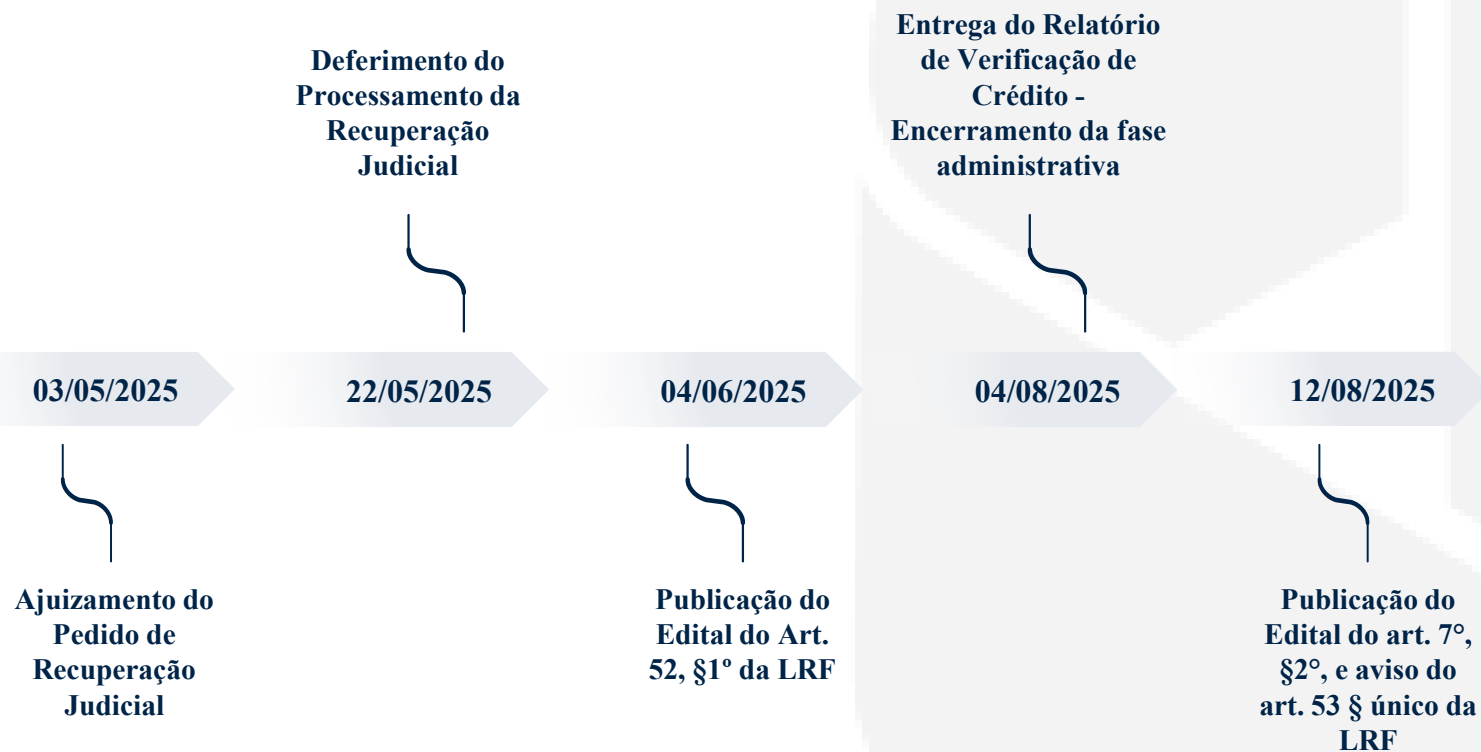 Deferimento do
Processamento da
Recuperação
Judicial
Entrega do Relatório
de Verificação de
Crédito -
Encerramento da fase
administrativa
03/05/2025
22/05/2025
04/06/2025
04/08/2025
12/08/2025
Ajuizamento do
Pedido de
Recuperação
Judicial
Publicação do
Edital do Art.
52, §1º da LRF
Publicação do
Edital do art. 7°,
§2°, e aviso do
art. 53 § único da
LRF